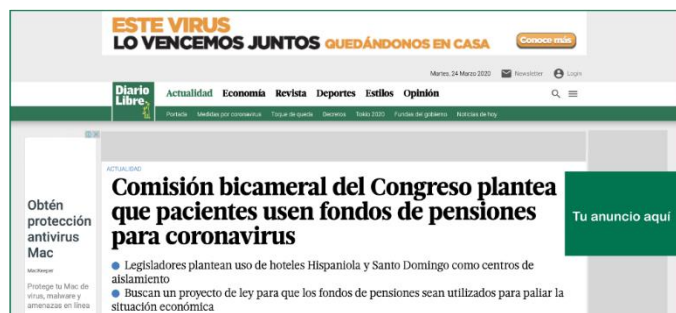 ESTE VIRUS
LO VENCEMOS JUNTOS QUEDÁNDONOS EN CASA
Conoce más
Martes, 24 Marzo 2020 Newsletter Login
Diario
Libre
Actualidad Economía Revista Deportes Estilos Opinión
Portada Medidas por coronavirus Toque de queda Decretos Tokio 2020 Fundas del gobierno Noticias de hoy
ACTUALIDAD
Comisión bicameral del Congreso plantea
que pacientes usen fondos de pensiones
para coronavirus
Legisladores plantean uso de hoteles Hispaniola y Santo Domingo como centros de
aislamiento
Buscan un proyecto de ley para que los fondos de pensiones sean utilizados para paliar la
situación económica
Obtén
protección
antivirus
Mac
MacKeeper
Protege tu Mac de
virus, malware y
amenazas en línea
Tu anuncio aquí